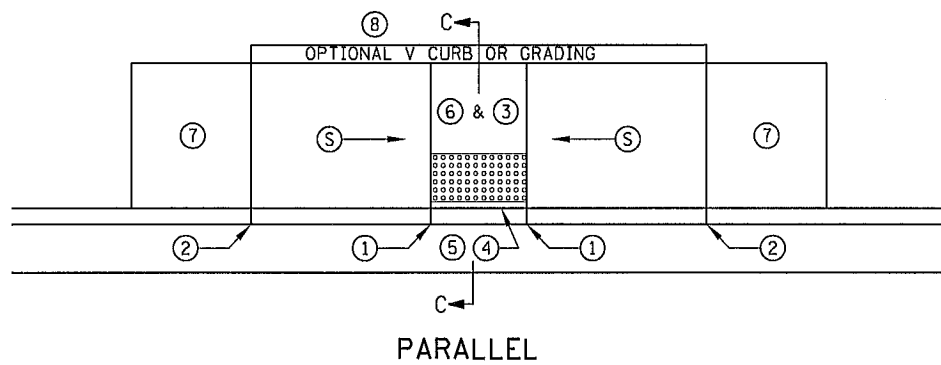 8
C
OPTIONAL V CURB OR GRADING
7 S 6 & 3 S 7
2 1 5 4 1 2
C
PARALLEL